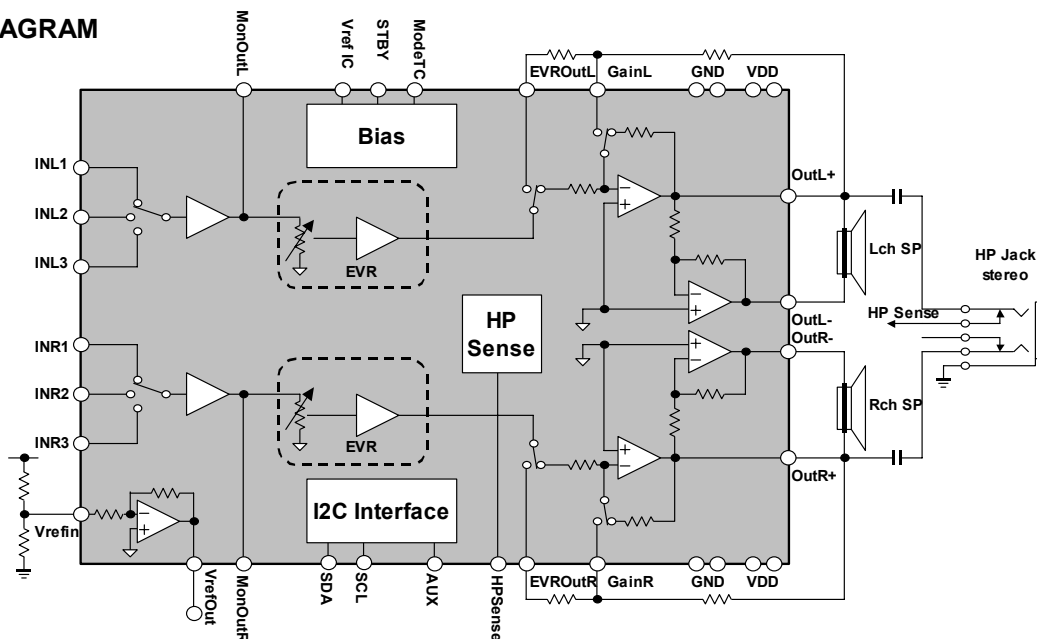 AGRAM
MonOutL
Vref IC
STBY
ModeTC
EVROutL
GainL
GND
VDD
Bias
INL1
INL2
INL3
EVR
OutL+
Lch SP
HP Jack
stereo
OutL-
HP Sense
OutR-
HP
Sense
INR1
INR2
INR3
EVR
Rch SP
OutR+
I2C Interface
Vrefin
VrefOut
MonOutR
SDA
SCL
AUX
HPSense
EVROutR
GainR
GND
VDD